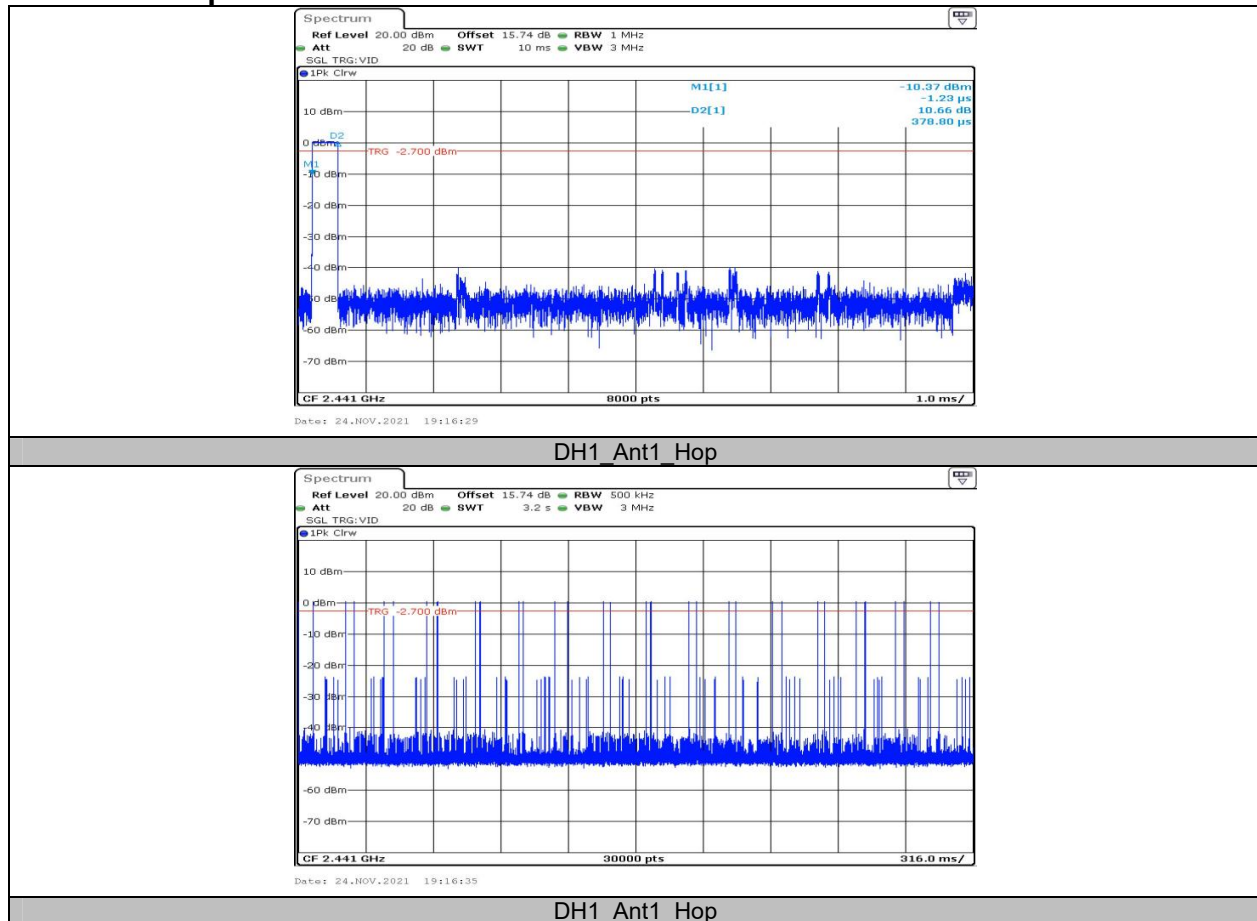 Spectrum
Ref Level 20.00 dBm Offset 15.74 dB RBW 1 MHz
Att 20 dB SWT 10 ms VBW 3 MHz
SGL TRG:VID
1Pk Clrw
M1[1] -10.37 dBm
-1.23 µs
10 dBm D2[1] 10.66 dB
378.80 µs
D2
0 dBm
TRG -2.700 dBm
M1
-10 dBm
-20 dBm
-30 dBm
-40 dBm
-60 dBm
-70 dBm
CF 2.441 GHz 8000 pts 1.0 ms/
Date: 24.NOV.2021 19:16:29
DH1_Ant1_Hop
Spectrum
Ref Level 20.00 dBm Offset 15.74 dB RBW 500 kHz
Att 20 dB SWT 3.2 s VBW 3 MHz
SGL TRG:VID
1Pk Clrw
10 dBm
0 dBm
TRG -2.700 dBm
-10 dBm
-20 dBm
-30 dBm
-40 dBm
-60 dBm
-70 dBm
CF 2.441 GHz 30000 pts 316.0 ms/
Date: 24.NOV.2021 19:16:35
DH1_Ant1_Hop